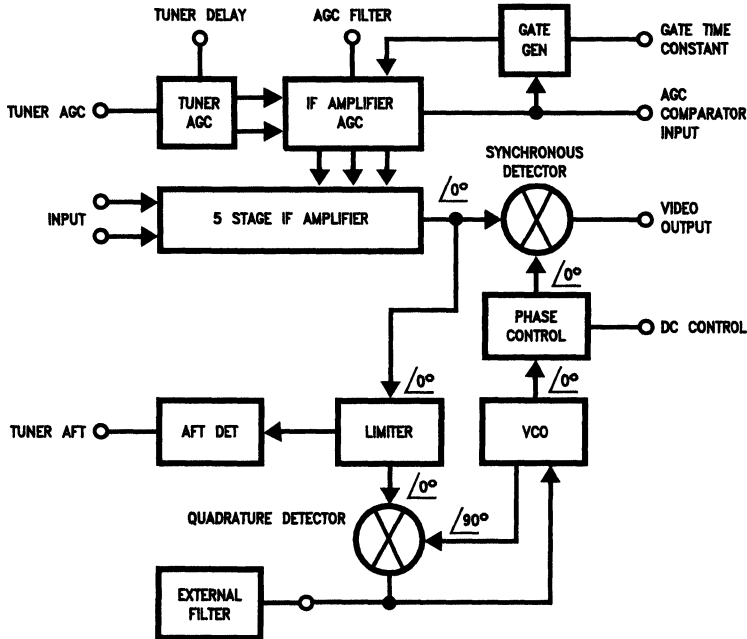 TUNER DELAY
AGC FILTER
GATE
GEN
GATE TIME
CONSTANT
TUNER AGC
TUNER
AGC
IF AMPLIFIER
AGC
AGC
COMPARATOR
INPUT
SYNCHRONOUS
DETECTOR
INPUT
5 STAGE IF AMPLIFIER
0°
VIDEO
OUTPUT
0°
PHASE
CONTROL
DC CONTROL
0°
0°
TUNER AFT
AFT DET
LIMITER
VCO
0°
QUADRATURE DETECTOR
90°
EXTERNAL
FILTER